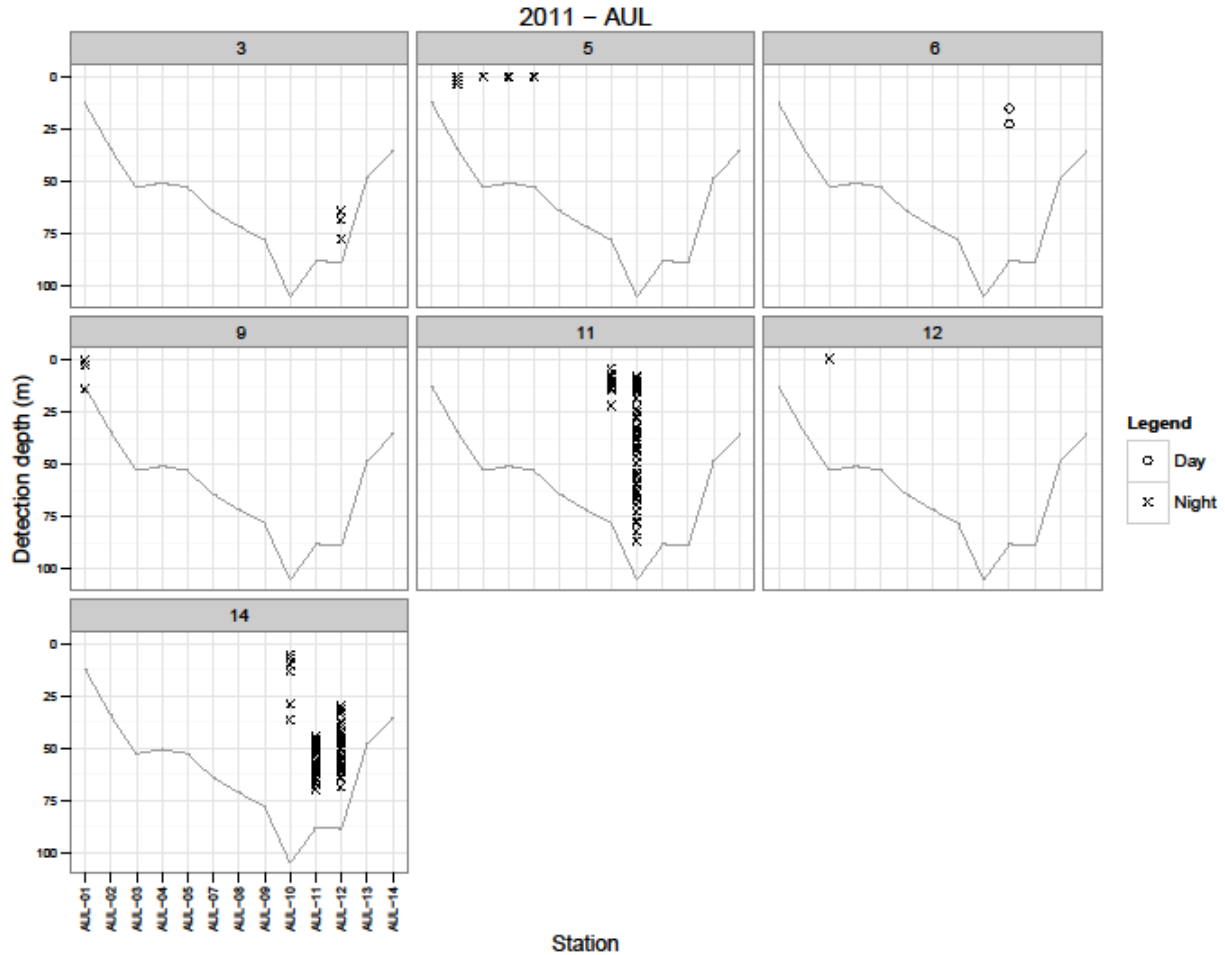 2011 – AUL
3
5
6
0
25
50
75
100
9
11
12
0
25
50
75
100
Detection depth (m)
Legend
Day
Night
14
0
25
50
75
100
AUL-01
AUL-02
AUL-03
AUL-04
AUL-05
AUL-07
AUL-08
AUL-09
AUL-10
AUL-11
AUL-12
AUL-13
AUL-14
Station